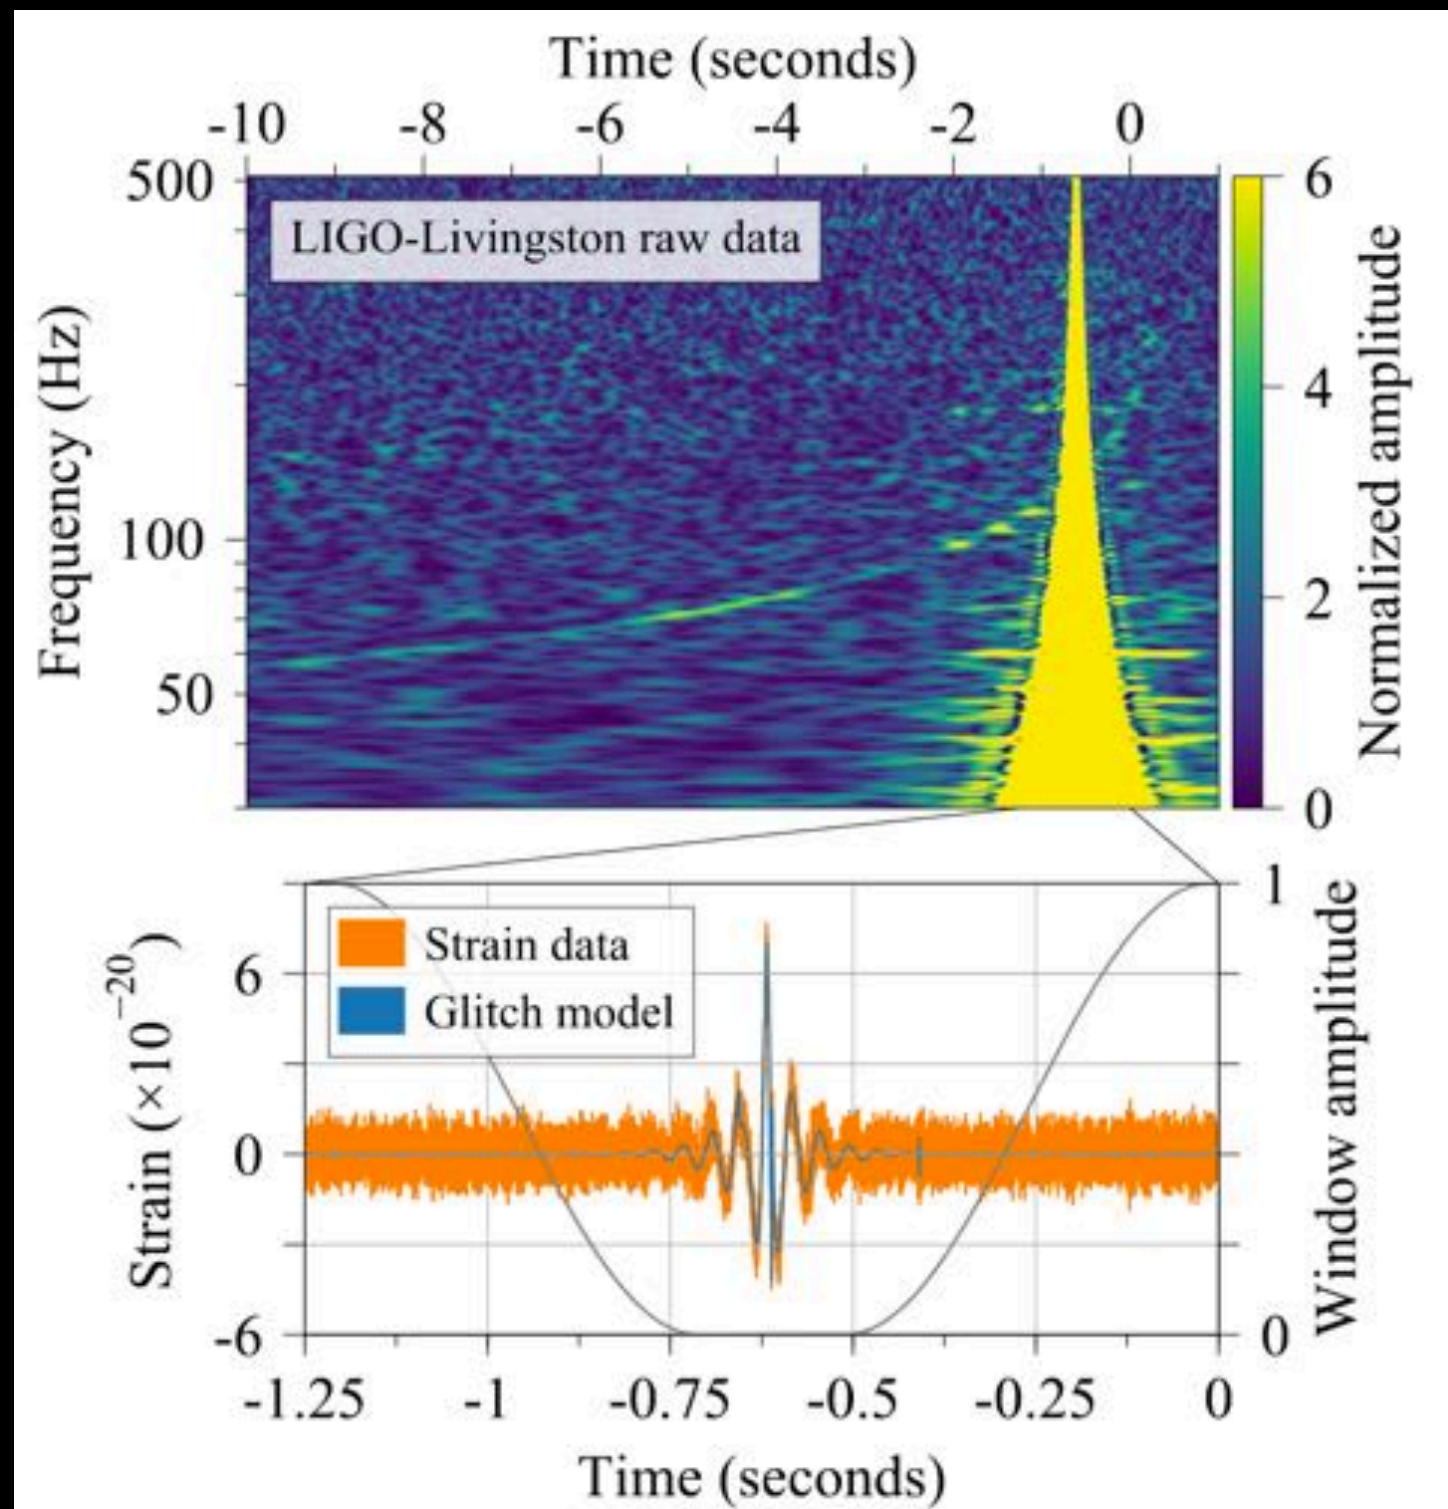 Time (seconds)
-10 -8 -6 -4 -2 0
500
100
50
Frequency (Hz)
LIGO-Livingston raw data
6
4
2
0
Normalized amplitude
Strain data
Glitch model
6
0
-6
Strain (×10⁻²⁰)
1
0
Window amplitude
-1.25 -1 -0.75 -0.5 -0.25 0
Time (seconds)